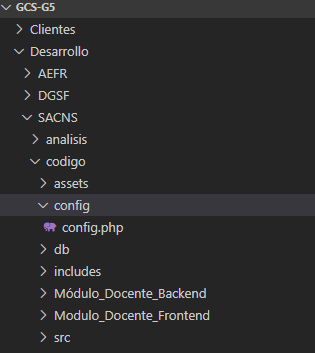 GCS-G5
Clientes
Desarrollo
AEFR
DGSF
SACNS
analisis
codigo
assets
config
config.php
db
includes
Módulo_Docente_Backend
Modulo_Docente_Frontend
src